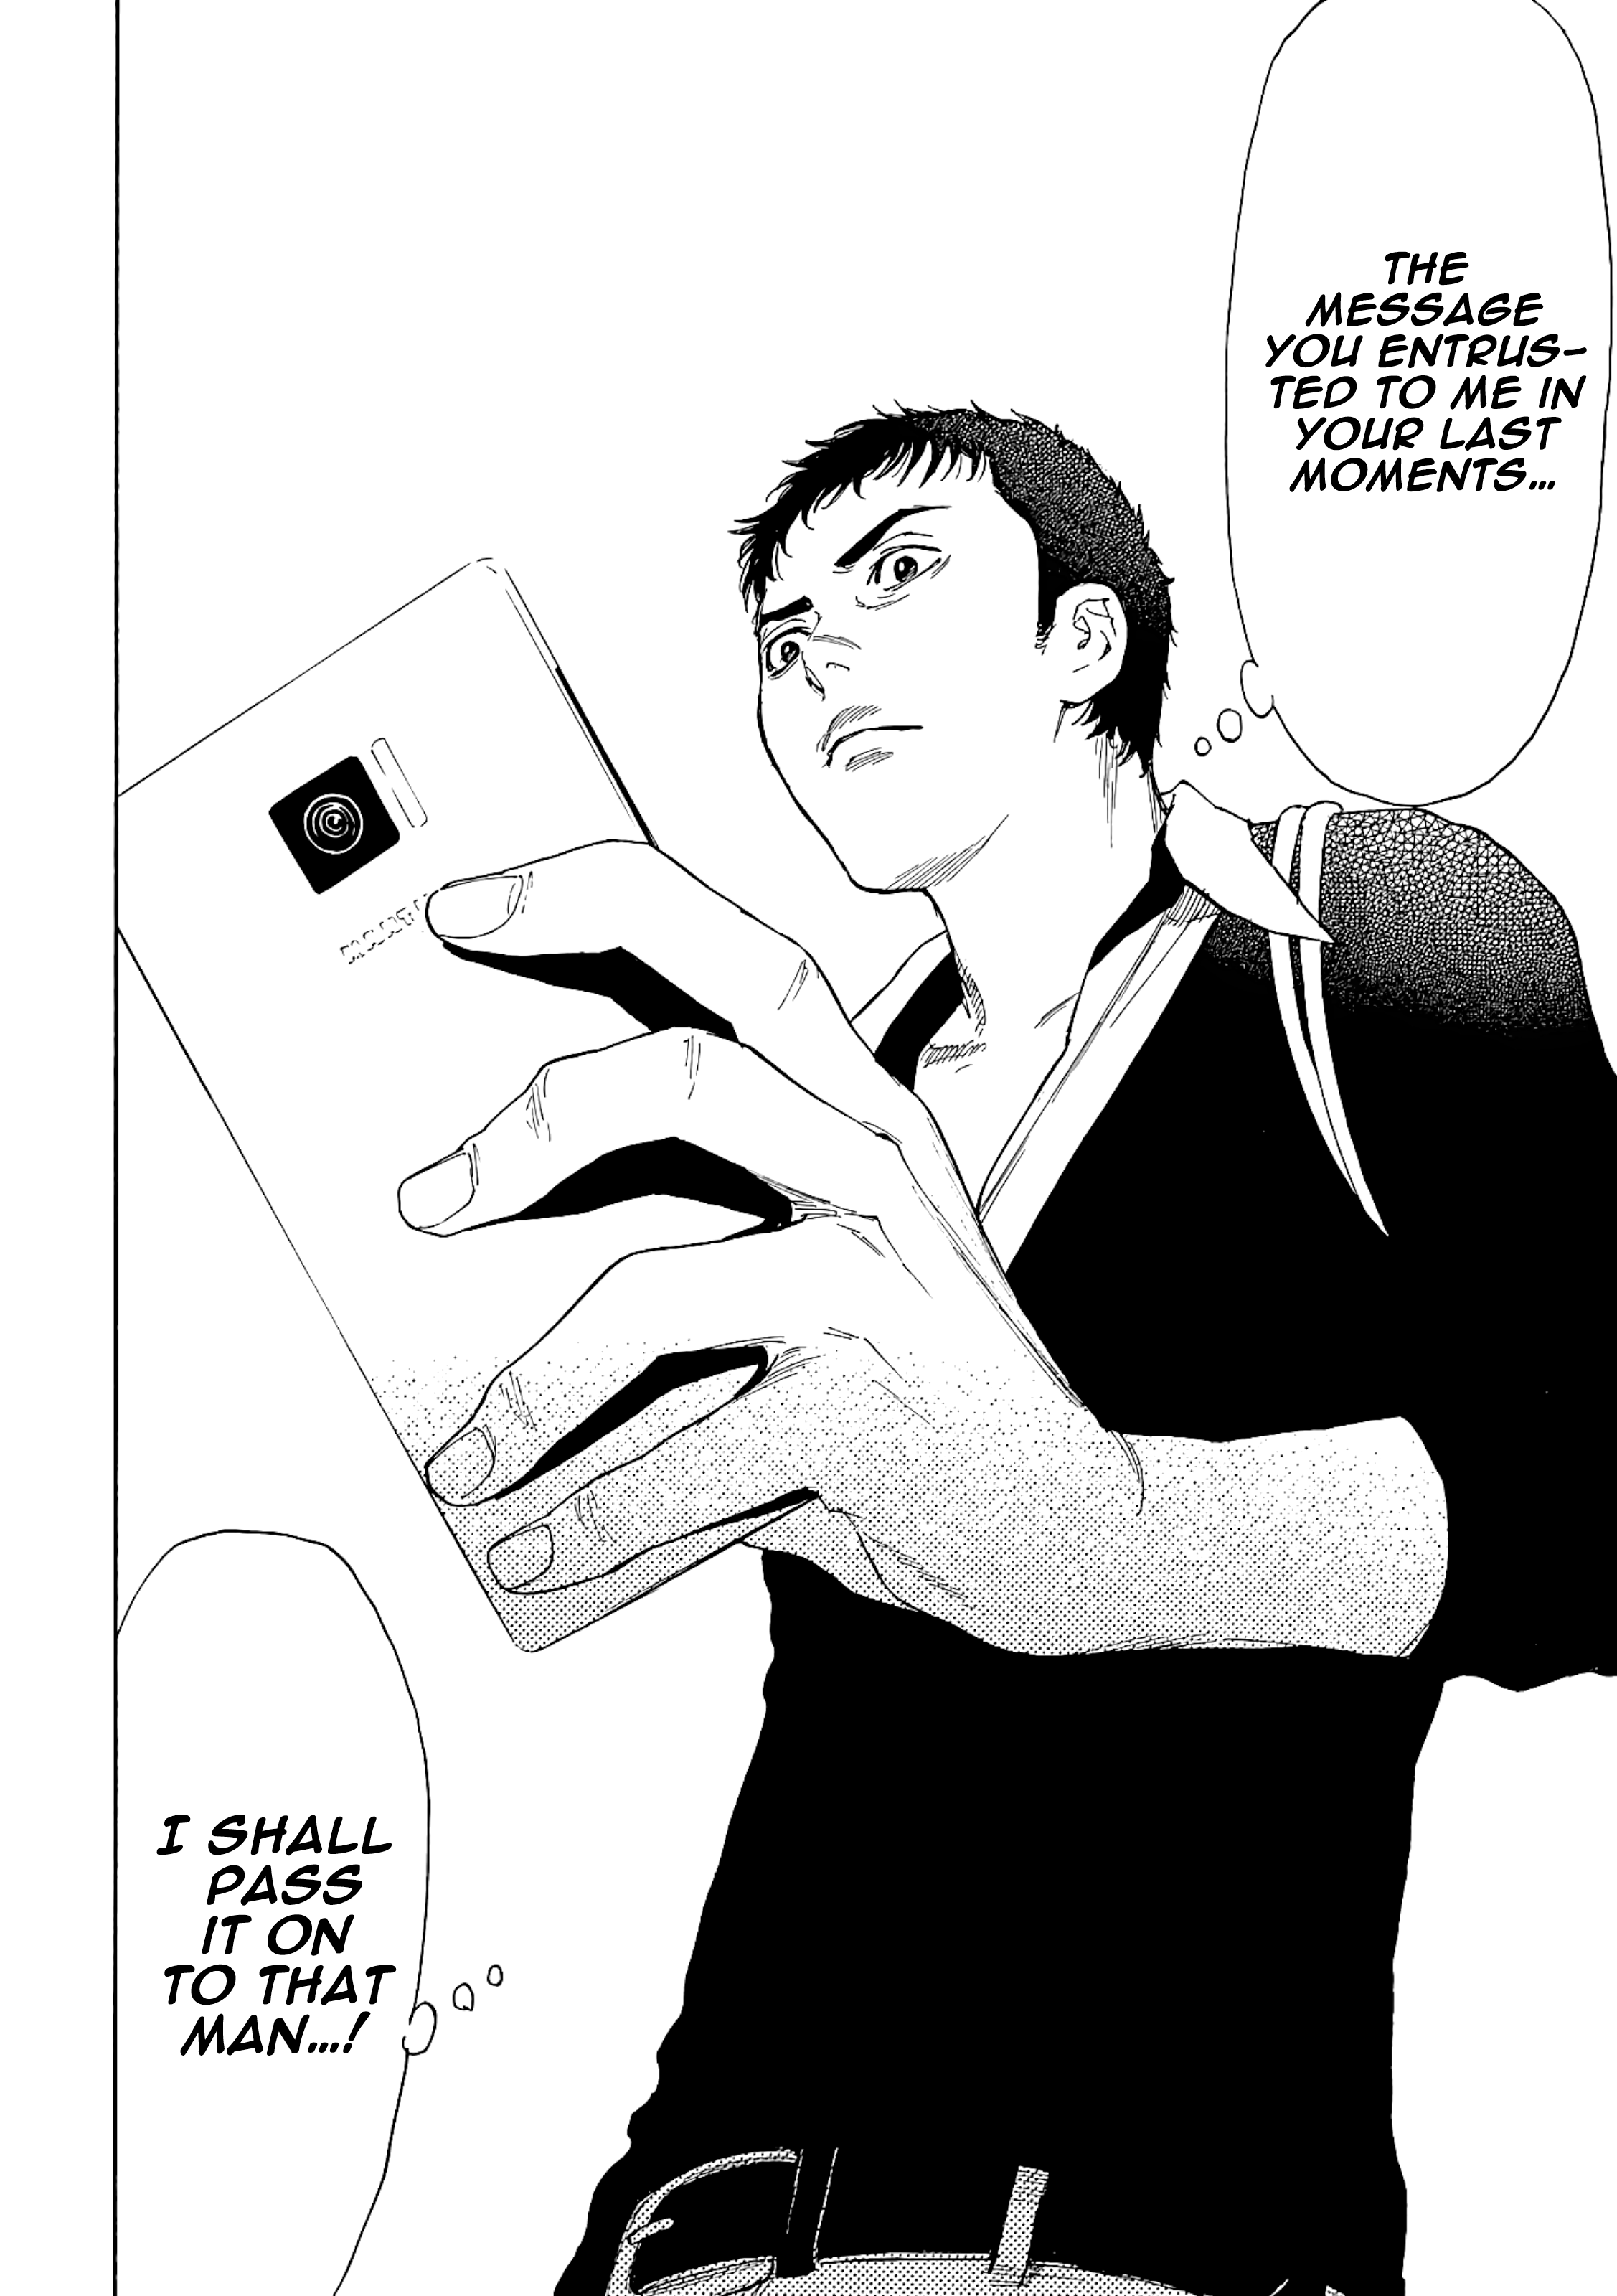 THE
MESSAGE
YOU ENTRUS-
TED TO ME IN
YOUR LAST
MOMENTS...
I SHALL
PASS
IT ON
TO THAT
MAN....!